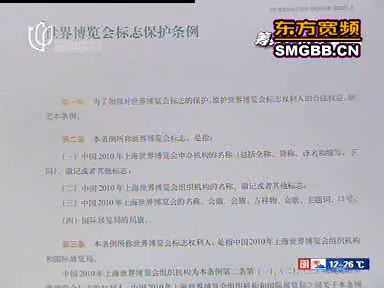 东方宽频
SMGBB.CN
世界博览会标志保护条例
第一条 为了加强对世界博览会标志的保护，维护世界博览会标志权利人的合法权益，制
定本条例。
第二条 本条例所称世界博览会标志，是指：
（一）中国2010年上海世界博览会申办机构的名称（包括全称、简称、译名和缩写，下
同）、徽记或者其他标志；
（二）中国2010年上海世界博览会组织机构的名称、徽记或者其他标志；
（三）中国2010年上海世界博览会的名称、会徽、会旗、吉祥物、会歌、主题词、口号；
（四）国际展览局的局旗。
第三条 本条例所称世界博览会标志权利人，是指中国2010年上海世界博览会组织机构
和国际展览局。
中国2010年上海世界博览会组织机构为本条例第二条第（一）、（二）、
明 12~26℃